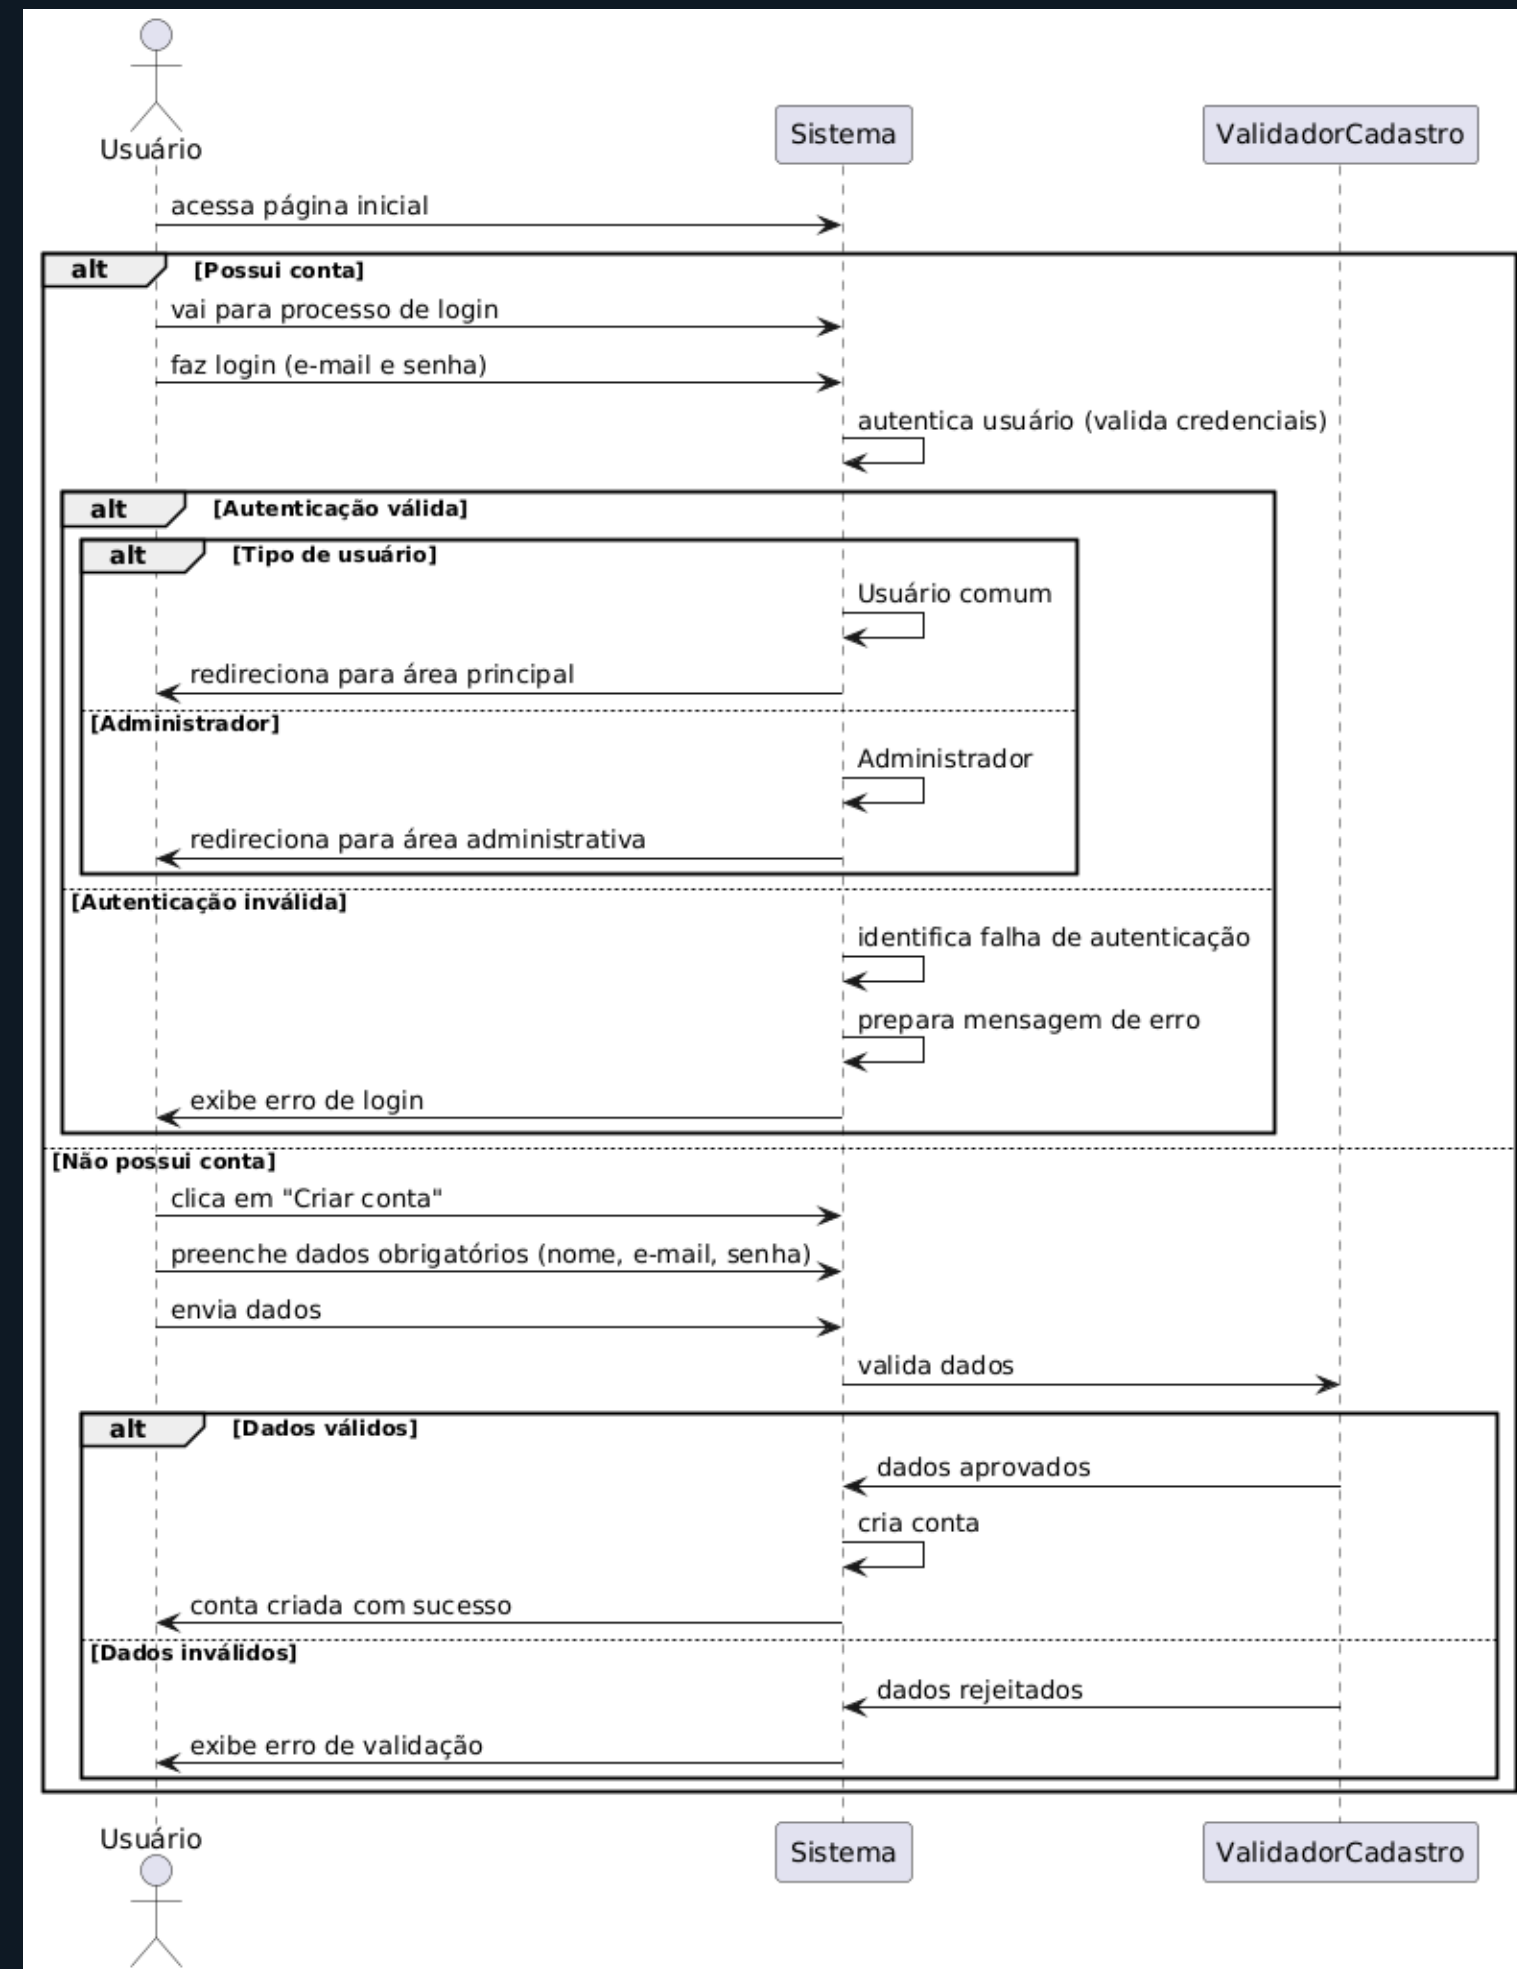 Usuário
Sistema
ValidadorCadastro
acessa página inicial
alt [Possui conta]
vai para processo de login
faz login (e-mail e senha)
autentica usuário (valida credenciais)
alt [Autenticação válida]
alt [Tipo de usuário]
Usuário comum
redireciona para área principal
[Administrador]
Administrador
redireciona para área administrativa
[Autenticação inválida]
identifica falha de autenticação
prepara mensagem de erro
exibe erro de login
[Não possui conta]
clica em "Criar conta"
preenche dados obrigatórios (nome, e-mail, senha)
envia dados
valida dados
alt [Dados válidos]
dados aprovados
cria conta
conta criada com sucesso
[Dados inválidos]
dados rejeitados
exibe erro de validação
Usuário
Sistema
ValidadorCadastro